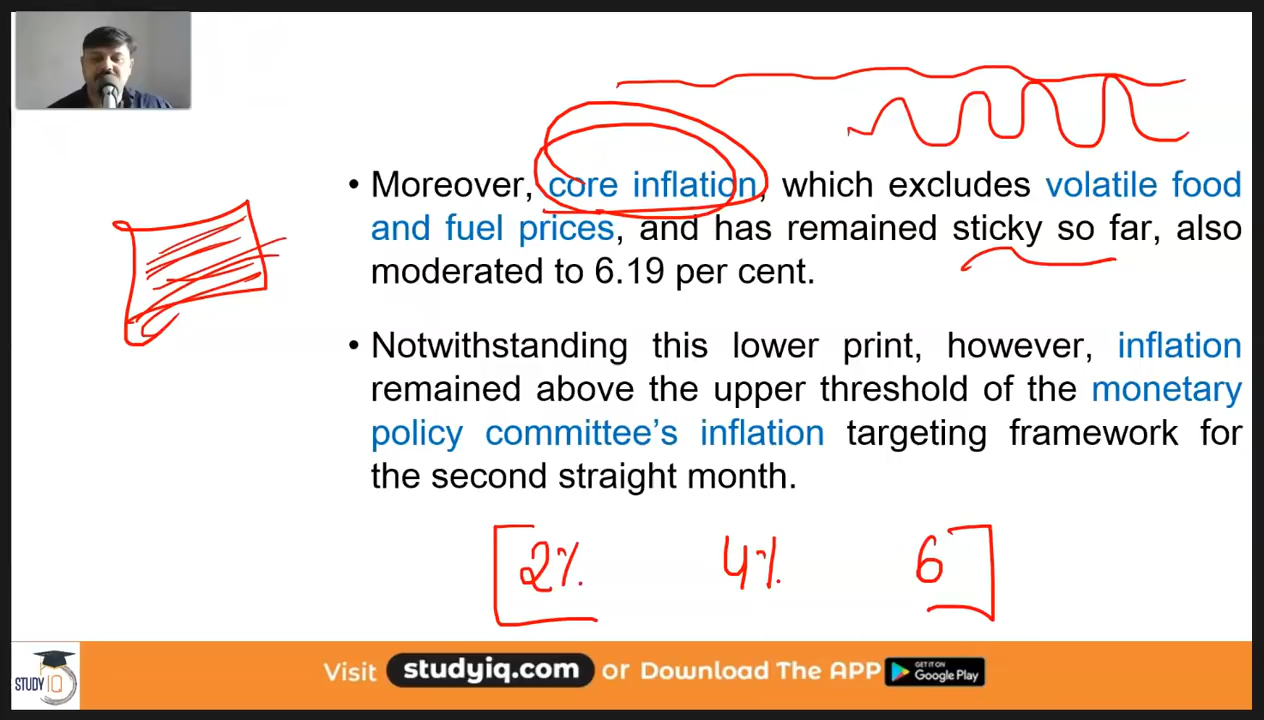 • Moreover, core inflation, which excludes volatile food
and fuel prices, and has remained sticky so far, also
moderated to 6.19 per cent.
• Notwithstanding this lower print, however, inflation
remained above the upper threshold of the monetary
policy committee’s inflation targeting framework for
the second straight month.
[2% 4% 6]
STUDY IQ
Visit studyiq.com or Download The APP GET IT ON Google Play